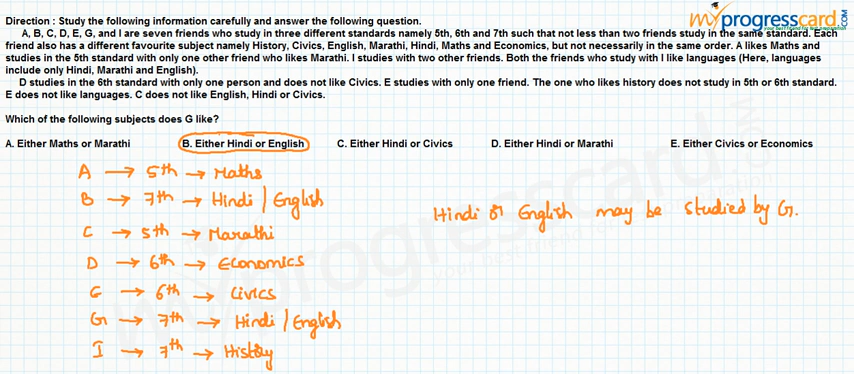 myprogresscard.COM
Direction : Study the following information carefully and answer the following question.
A, B, C, D, E, G, and I are seven friends who study in three different standards namely 5th, 6th and 7th such that not less than two friends study in the same standard. Each
friend also has a different favourite subject namely History, Civics, English, Marathi, Hindi, Maths and Economics, but not necessarily in the same order. A likes Maths and
studies in the 5th standard with only one other friend who likes Marathi. I studies with two other friends. Both the friends who study with I like languages (Here, languages
include only Hindi, Marathi and English).
D studies in the 6th standard with only one person and does not like Civics. E studies with only one friend. The one who likes history does not study in 5th or 6th standard.
E does not like languages. C does not like English, Hindi or Civics.
Which of the following subjects does G like?
A. Either Maths or Marathi B. Either Hindi or English C. Either Hindi or Civics D. Either Hindi or Marathi E. Either Civics or Economics
A → 5th → Maths
B → 7th → Hindi / English
Hindi or English may be studied by G.
C → 5th → Marathi
D → 6th → Economics
E → 6th → Civics
G → 7th → Hindi / English
I → 7th → History